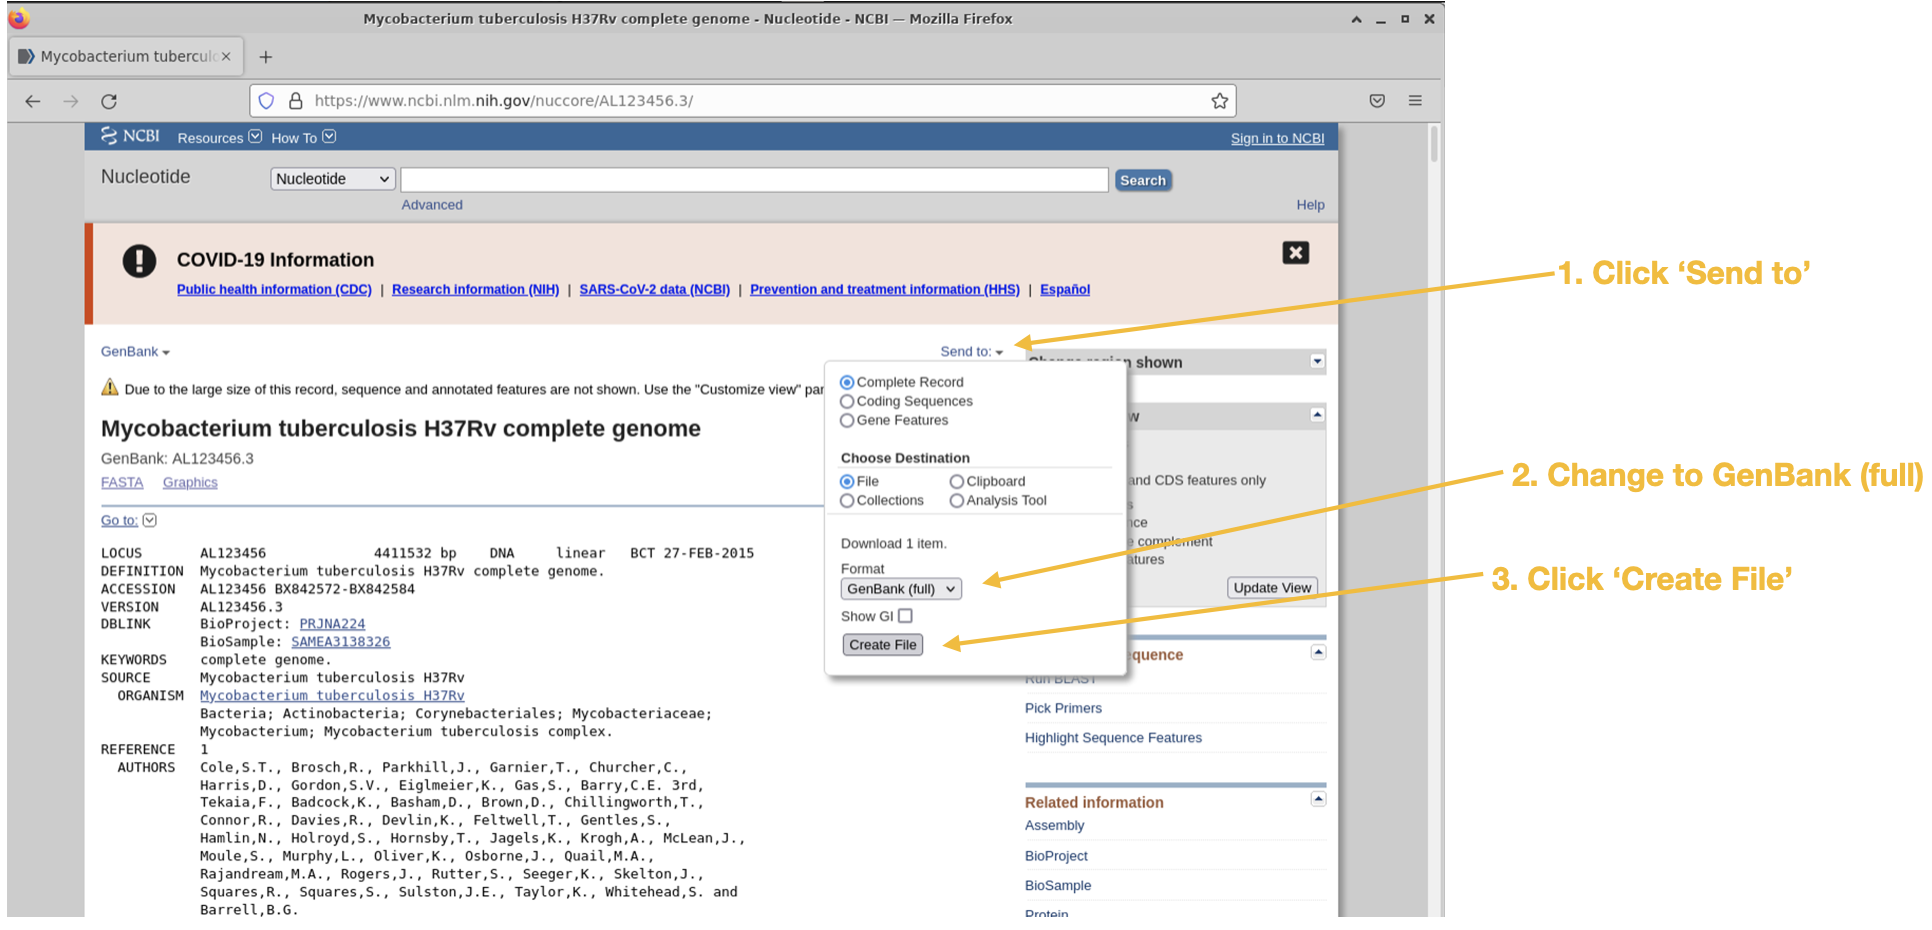 Mycobacterium tuberculosis H37Rv complete genome - Nucleotide - NCBI — Mozilla Firefox
Mycobacterium tubercul
https://www.ncbi.nlm.nih.gov/nuccore/AL123456.3/
NCBI Resources How To Sign in to NCBI
Nucleotide Nucleotide Search
Advanced Help
COVID-19 Information
Public health information (CDC) | Research information (NIH) | SARS-CoV-2 data (NCBI) | Prevention and treatment information (HHS) | Español
1. Click ‘Send to’
GenBank Send to:
Change region shown
Due to the large size of this record, sequence and annotated features are not shown. Use the "Customize view" par
Complete Record
Coding Sequences
Gene Features
w
Mycobacterium tuberculosis H37Rv complete genome
GenBank: AL123456.3
FASTA Graphics
Choose Destination
File Clipboard
Collections Analysis Tool
and CDS features only
s
nce
e complement
atures
2. Change to GenBank (full)
Download 1 item.
Format
GenBank (full)
Show GI
Create File
Update View
3. Click ‘Create File’
Go to:
LOCUS AL123456 4411532 bp DNA linear BCT 27-FEB-2015
DEFINITION Mycobacterium tuberculosis H37Rv complete genome.
ACCESSION AL123456 BX842572-BX842584
VERSION AL123456.3
DBLINK BioProject: PRJNA224
BioSample: SAMEA3138326
KEYWORDS complete genome.
SOURCE Mycobacterium tuberculosis H37Rv
ORGANISM Mycobacterium tuberculosis H37Rv
Bacteria; Actinobacteria; Corynebacteriales; Mycobacteriaceae;
Mycobacterium; Mycobacterium tuberculosis complex.
REFERENCE 1
AUTHORS Cole,S.T., Brosch,R., Parkhill,J., Garnier,T., Churcher,C.,
Harris,D., Gordon,S.V., Eiglmeier,K., Gas,S., Barry,C.E. 3rd,
Tekaia,F., Badcock,K., Basham,D., Brown,D., Chillingworth,T.,
Connor,R., Davies,R., Devlin,K., Feltwell,T., Gentles,S.,
Hamlin,N., Holroyd,S., Hornsby,T., Jagels,K., Krogh,A., McLean,J.,
Moule,S., Murphy,L., Oliver,K., Osborne,J., Quail,M.A.,
Rajandream,M.A., Rogers,J., Rutter,S., Seeger,K., Skelton,J.,
Squares,R., Squares,S., Sulston,J.E., Taylor,K., Whitehead,S. and
Barrell,B.G.
equence
Run BLAST
Pick Primers
Highlight Sequence Features
Related information
Assembly
BioProject
BioSample
Protein